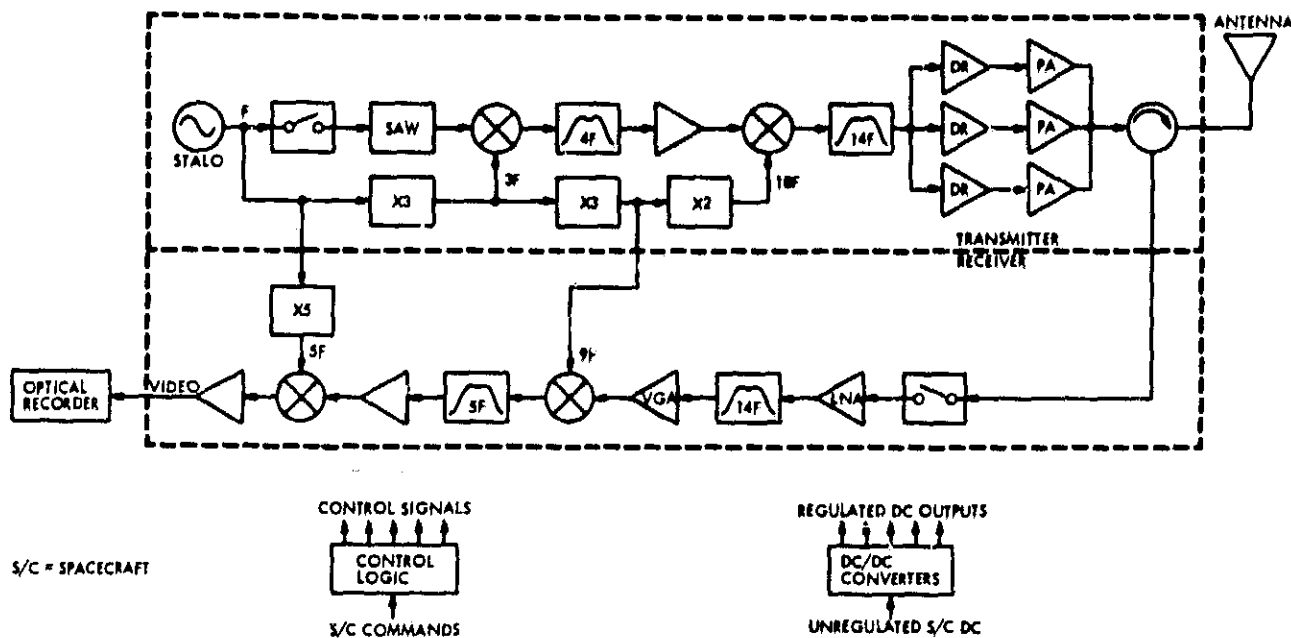 ANTENNA
F
STALO
SAW
4F
14F
DR
PA
DR
PA
DR
PA
3F
18F
X3
X3
X2
TRANSMITTER
RECEIVER
X5
5F
9F
OPTICAL
RECORDER
VIDEO
5F
VGA
14F
LNA
CONTROL SIGNALS
REGULATED DC OUTPUTS
S/C = SPACECRAFT
CONTROL
LOGIC
DC/DC
CONVERTERS
S/C COMMANDS
UNREGULATED S/C DC